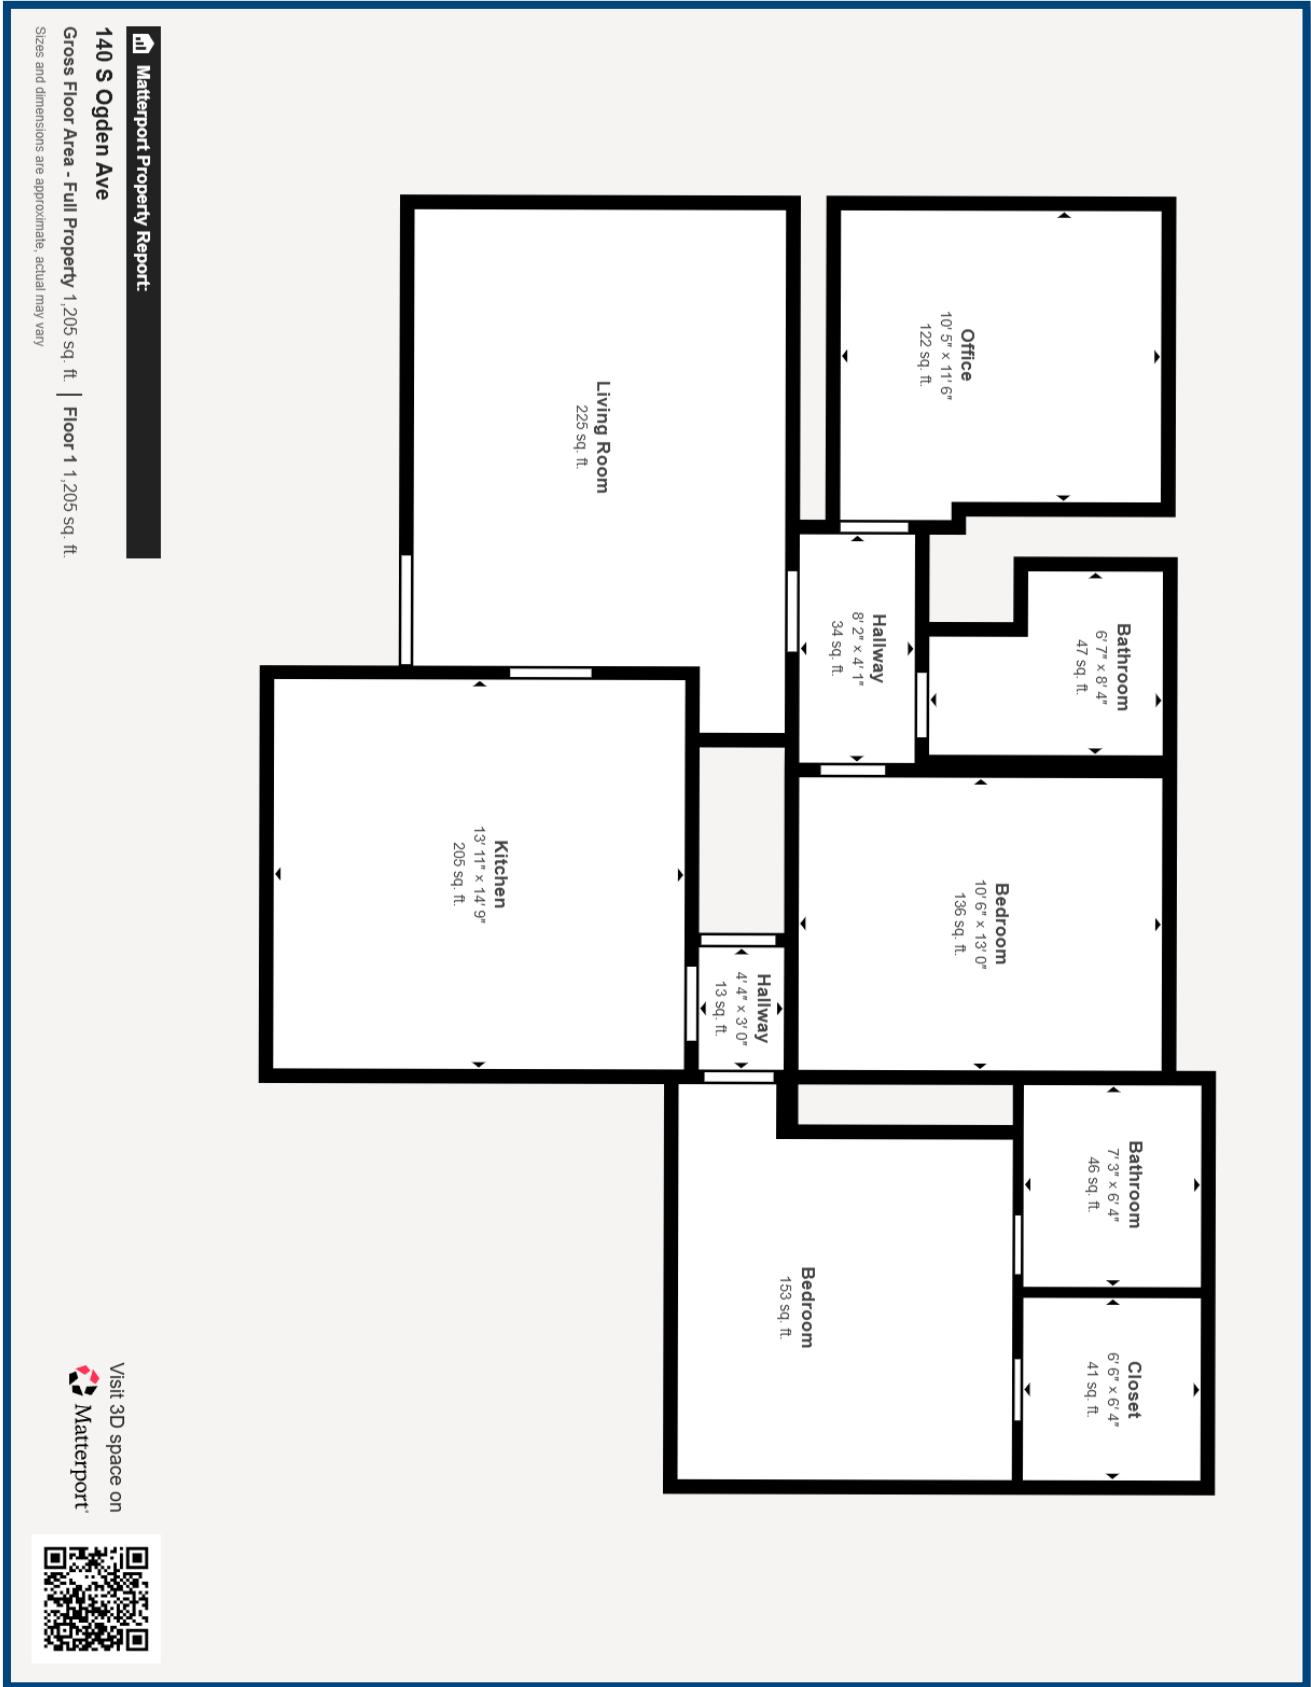 Office
10' 5" x 11' 6"
122 sq. ft.
Bathroom
6' 7" x 8' 4"
47 sq. ft.
Bedroom
10' 6" x 13' 0"
136 sq. ft.
Bathroom
7' 3" x 6' 4"
46 sq. ft.
Closet
6' 6" x 6' 4"
41 sq. ft.
Hallway
8' 2" x 4' 1"
34 sq. ft.
Bedroom
153 sq. ft.
Hallway
4' 4" x 3' 0"
13 sq. ft.
Living Room
225 sq. ft.
Kitchen
13' 11" x 14' 9"
205 sq. ft.
Matterport Property Report:
140 S Ogden Ave
Gross Floor Area - Full Property 1,205 sq. ft. | Floor 1 1,205 sq. ft.
Sizes and dimensions are approximate, actual may vary
Visit 3D space on
Matterport